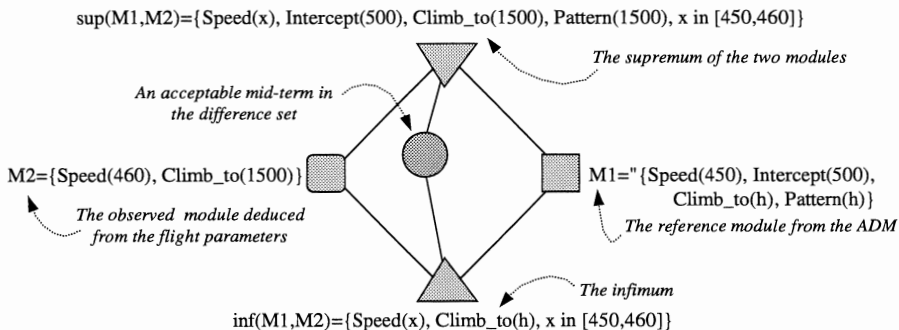 sup(M1,M2)={Speed(x), Intercept(500), Climb_to(1500), Pattern(1500), x in [450,460]}
The supremum of the two modules
An acceptable mid-term in
the difference set
M2={Speed(460), Climb_to(1500)}
M1="{Speed(450), Intercept(500),
Climb_to(h), Pattern(h)}
The observed module deduced
from the flight parameters
The reference module from the ADM
The infimum
inf(M1,M2)={Speed(x), Climb_to(h), x in [450,460]}